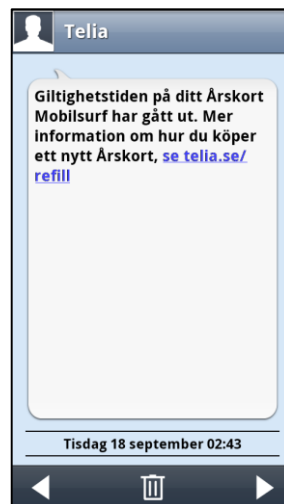 Telia
Giltighetstiden på ditt Årskort
Mobilsurf har gått ut. Mer
information om hur du köper
ett nytt Årskort, se telia.se/
refill
Tisdag 18 september 02:43